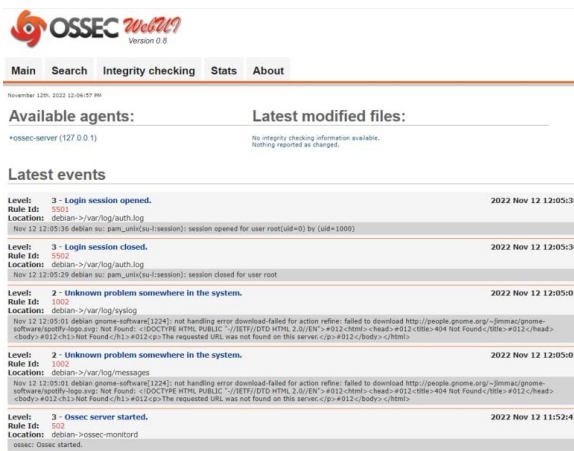 OSSEC WebUI
Version 0.8
Main Search Integrity checking Stats About
November 12th, 2022 12:06:57 PM
Available agents: Latest modified files:
+ossec-server (127.0.0.1) No integrity checking information available.
Nothing reported as changed.
Latest events
Level: 3 - Login session opened. 2022 Nov 12 12:05:3
Rule Id: 5501
Location: debian->/var/log/auth.log
Nov 12 12:05:36 debian su: pam_unix(su-l:session): session opened for user root(uid=0) by (uid=1000)
Level: 3 - Login session closed. 2022 Nov 12 12:05:3
Rule Id: 5502
Location: debian->/var/log/auth.log
Nov 12 12:05:29 debian su: pam_unix(su-l:session): session closed for user root
Level: 2 - Unknown problem somewhere in the system. 2022 Nov 12 12:05:0
Rule Id: 1002
Location: debian->/var/log/syslog
Nov 12 12:05:01 debian gnome-software[1224]: not handling error download-failed for action refine: failed to download http://people.gnome.org/~jimmac/gnome-
software/spotify-logo.svg: Not Found: <!DOCTYPE HTML PUBLIC "-//IETF//DTD HTML 2.0//EN">#012<html><head>#012<title>404 Not Found</title>#012</head>
<body>#012<h1>Not Found</h1>#012<p>The requested URL was not found on this server.</p>#012</body></html>
Level: 2 - Unknown problem somewhere in the system. 2022 Nov 12 12:05:0
Rule Id: 1002
Location: debian->/var/log/messages
Nov 12 12:05:01 debian gnome-software[1224]: not handling error download-failed for action refine: failed to download http://people.gnome.org/~jimmac/gnome-
software/spotify-logo.svg: Not Found: <!DOCTYPE HTML PUBLIC "-//IETF//DTD HTML 2.0//EN">#012<html><head>#012<title>404 Not Found</title>#012</head>
<body>#012<h1>Not Found</h1>#012<p>The requested URL was not found on this server.</p>#012</body></html>
Level: 3 - Ossec server started. 2022 Nov 12 11:52:4
Rule Id: 502
Location: debian->ossec-monitord
ossec: Ossec started.